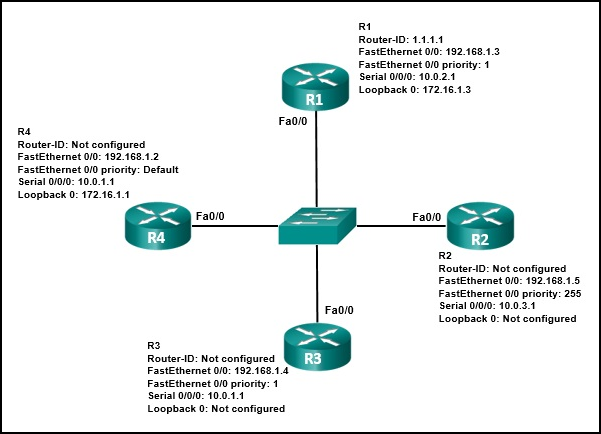 R1
Router-ID: 1.1.1.1
FastEthernet 0/0: 192.168.1.3
FastEthernet 0/0 priority: 1
Serial 0/0/0: 10.0.2.1
Loopback 0: 172.16.1.3
R1
Fa0/0
R4
Router-ID: Not configured
FastEthernet 0/0: 192.168.1.2
FastEthernet 0/0 priority: Default
Serial 0/0/0: 10.0.1.1
Loopback 0: 172.16.1.1
R4
Fa0/0
Fa0/0
R2
R2
Router-ID: Not configured
FastEthernet 0/0: 192.168.1.5
FastEthernet 0/0 priority: 255
Serial 0/0/0: 10.0.3.1
Loopback 0: Not configured
Fa0/0
R3
R3
Router-ID: Not configured
FastEthernet 0/0: 192.168.1.4
FastEthernet 0/0 priority: 1
Serial 0/0/0: 10.0.1.1
Loopback 0: Not configured